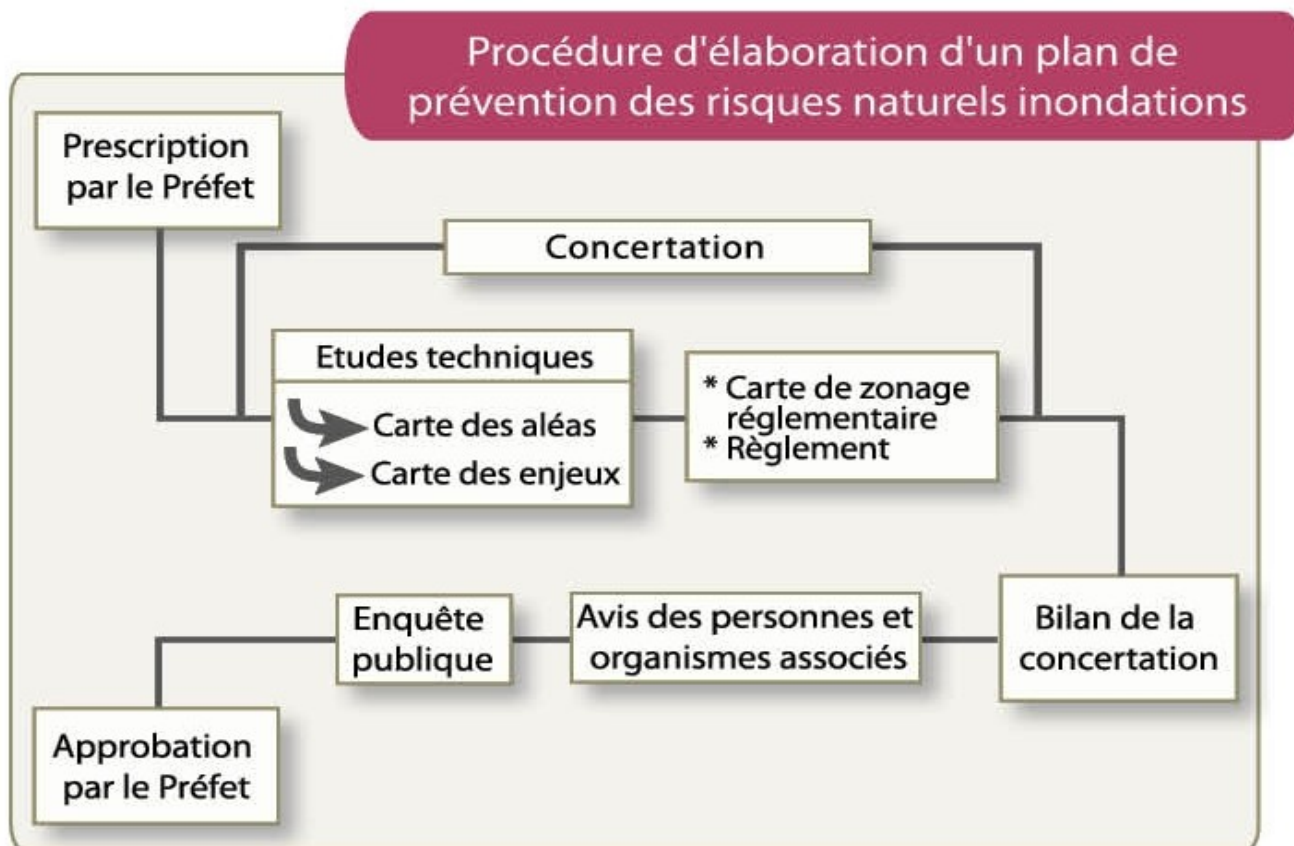 Procédure d'élaboration d'un plan de
prévention des risques naturels inondations
Prescription
par le Préfet
Concertation
Etudes techniques
Carte des aléas
Carte des enjeux
* Carte de zonage
réglementaire
* Règlement
Bilan de la
concertation
Avis des personnes et
organismes associés
Enquête
publique
Approbation
par le Préfet